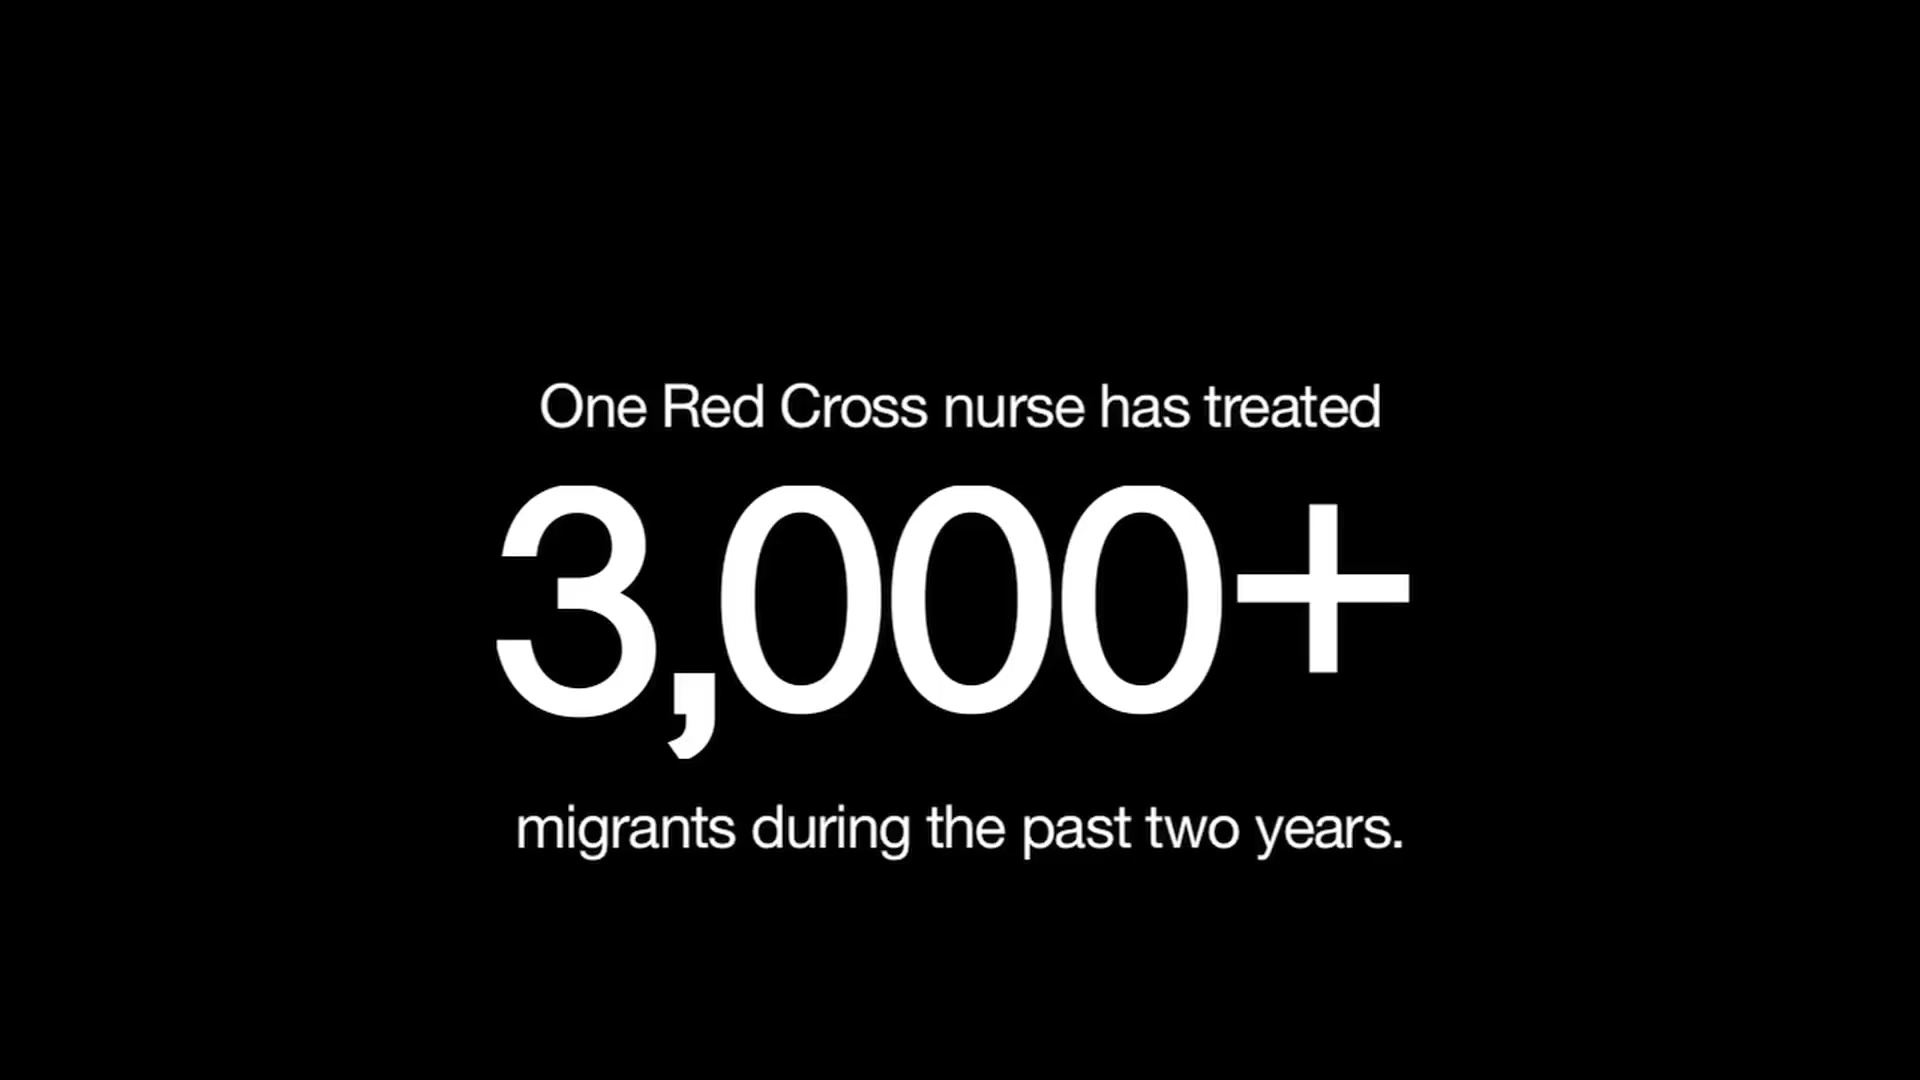 One Red Cross nurse has treated
3,000+
migrants during the past two years.